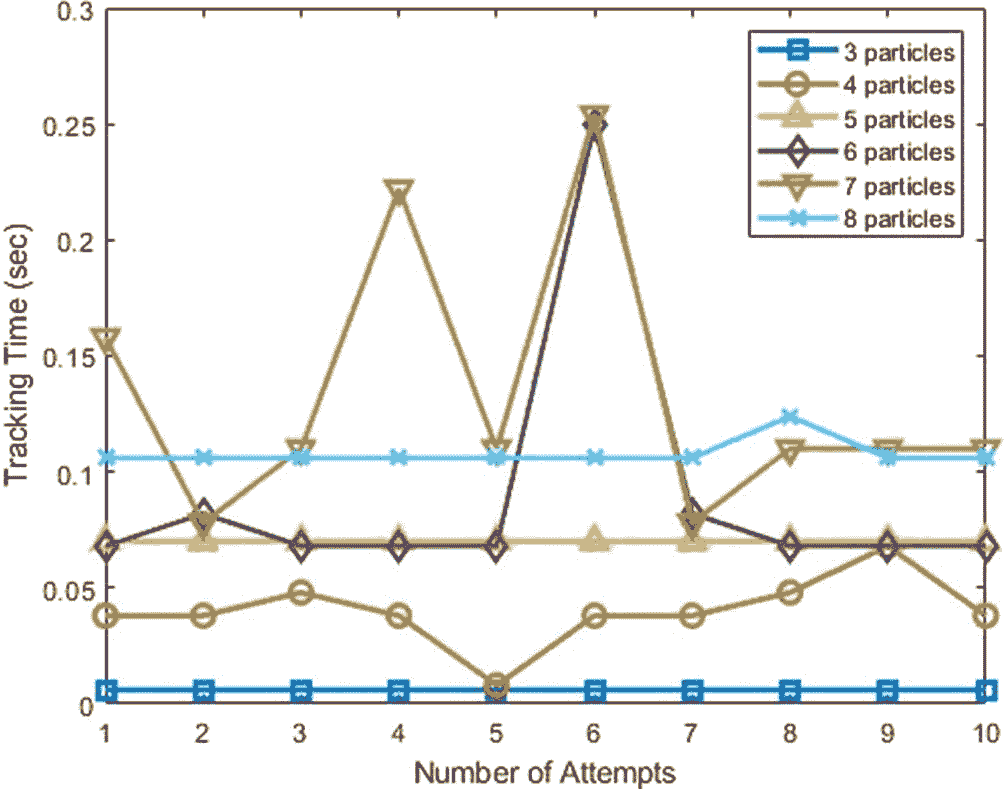 0.3
0.25
0.2
0.15
0.1
0.05
0
Tracking Time (sec)
3 particles
4 particles
5 particles
6 particles
7 particles
8 particles
1 2 3 4 5 6 7 8 9 10
Number of Attempts